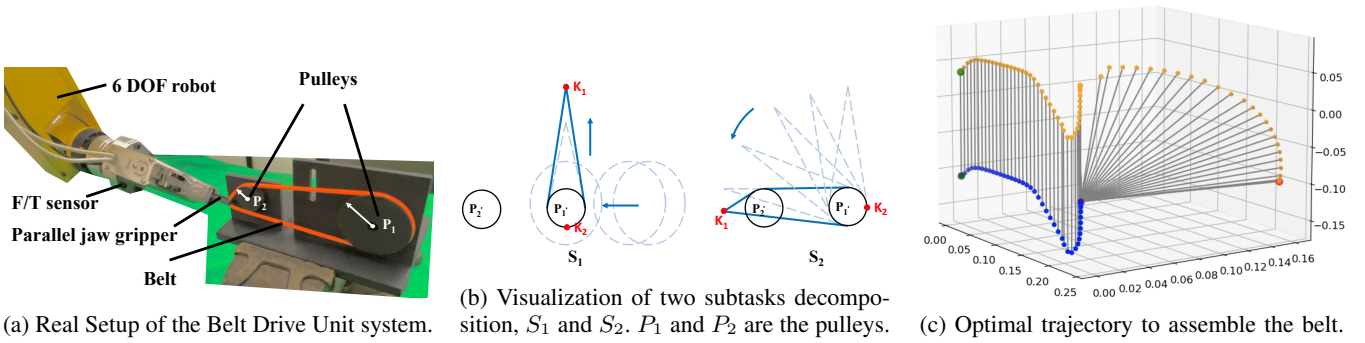 6 DOF robot
Pulleys
F/T sensor
Parallel jaw gripper
Belt
P₂
P₁
(a) Real Setup of the Belt Drive Unit system.
K₁
P₂
P₁
K₂
S₁
K₁
P₂
P₁
K₂
S₂
(b) Visualization of two subtasks decompo-
sition, S₁ and S₂. P₁ and P₂ are the pulleys.
0.05
0.00
−0.05
−0.10
−0.15
0.00
0.05
0.10
0.15
0.20
0.25
0.00 0.02 0.04 0.06 0.08 0.10 0.12 0.14 0.16
(c) Optimal trajectory to assemble the belt.